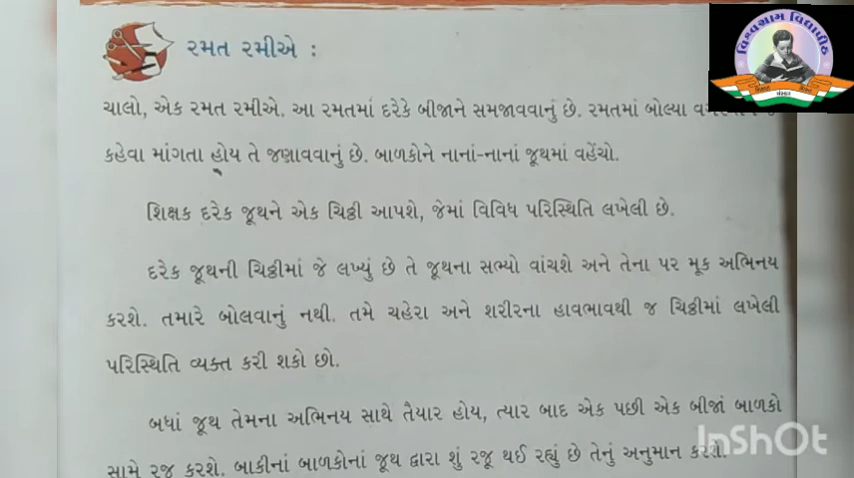 વિશ્વગ્રામ વિદ્યાપીઠ
રમત રમીએ :
ચાલો, એક રમત રમીએ. આ રમતમાં દરેકે બીજાને સમજાવવાનું છે. રમતમાં બોલ્યા
કહેવા માંગતા હોય તે જણાવવાનું છે. બાળકોને નાનાં-નાનાં જૂથમાં વહેંચો.
શિક્ષક દરેક જૂથને એક ચિઠ્ઠી આપશે, જેમાં વિવિધ પરિસ્થિતિ લખેલી છે.
દરેક જૂથની ચિઠ્ઠીમાં જે લખ્યું છે તે જૂથના સભ્યો વાંચશે અને તેના પર મૂક અભિનય
કરશે. તમારે બોલવાનું નથી. તમે ચહેરા અને શરીરના હાવભાવથી જ ચિઠ્ઠીમાં લખેલી
પરિસ્થિતિ વ્યક્ત કરી શકો છો.
બધાં જૂથ તેમના અભિનય સાથે તૈયાર હોય, ત્યાર બાદ એક પછી એક બીજાં બાળકો
સામે રજૂ કરશે. બાકીનાં બાળકોનાં જૂથ દ્વારા શું રજૂ થઈ રહ્યું છે તેનું અનુમાન કરશે.
InShOt